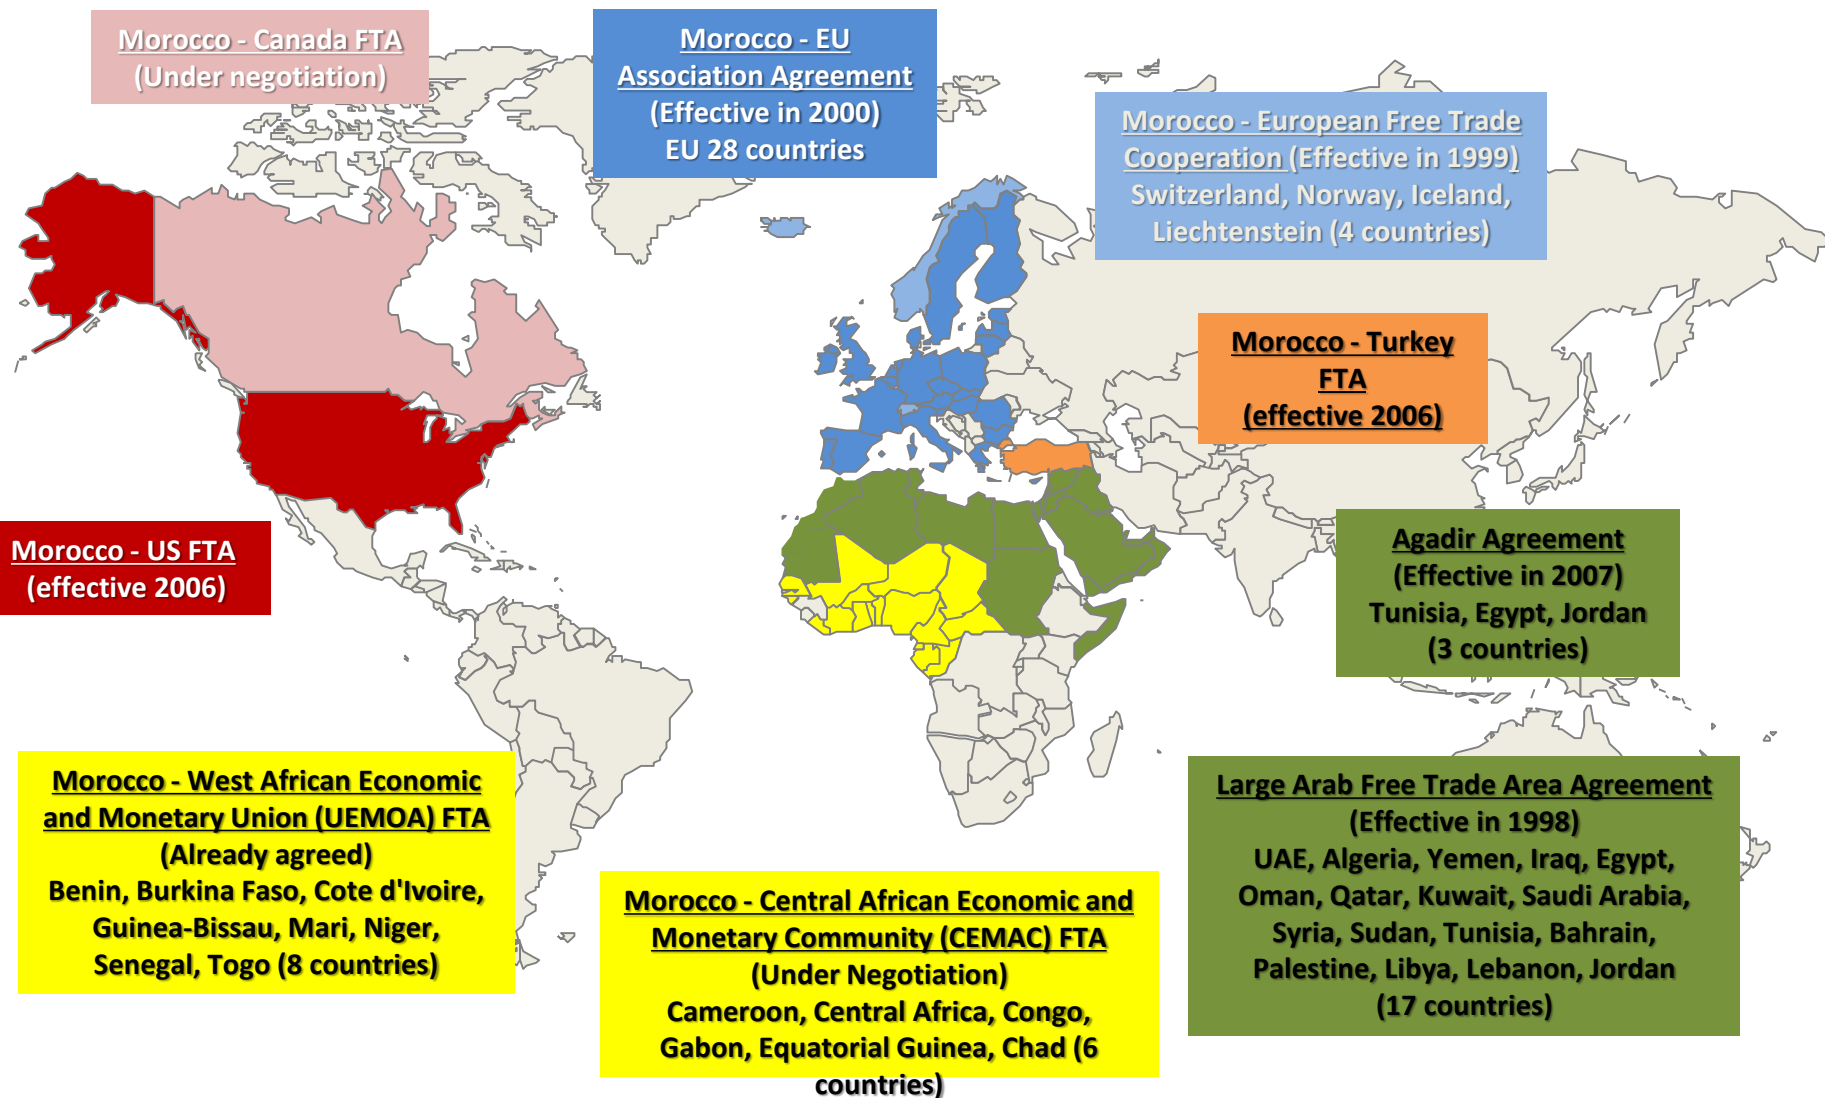 Morocco - Canada FTA
(Under negotiation)
Morocco - EU
Association Agreement
(Effective in 2000)
EU 28 countries
Morocco - European Free Trade
Cooperation (Effective in 1999)
Switzerland, Norway, Iceland,
Liechtenstein (4 countries)
Morocco - Turkey
FTA
(effective 2006)
Morocco - US FTA
(effective 2006)
Agadir Agreement
(Effective in 2007)
Tunisia, Egypt, Jordan
(3 countries)
Morocco - West African Economic
and Monetary Union (UEMOA) FTA
(Already agreed)
Benin, Burkina Faso, Cote d'Ivoire,
Guinea-Bissau, Mari, Niger,
Senegal, Togo (8 countries)
Morocco - Central African Economic and
Monetary Community (CEMAC) FTA
(Under Negotiation)
Cameroon, Central Africa, Congo,
Gabon, Equatorial Guinea, Chad (6
countries)
Large Arab Free Trade Area Agreement
(Effective in 1998)
UAE, Algeria, Yemen, Iraq, Egypt,
Oman, Qatar, Kuwait, Saudi Arabia,
Syria, Sudan, Tunisia, Bahrain,
Palestine, Libya, Lebanon, Jordan
(17 countries)